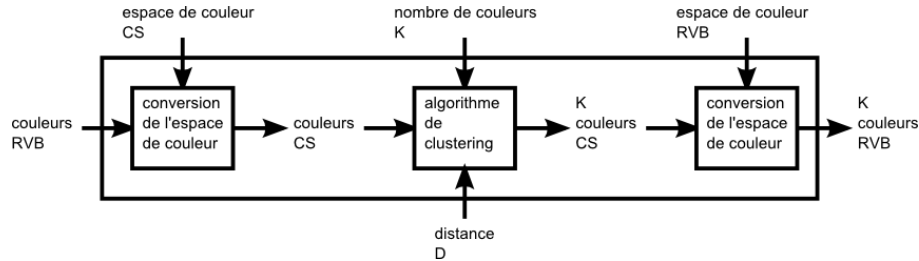 espace de couleur
CS
nombre de couleurs
K
espace de couleur
RVB
couleurs
RVB
conversion
de l'espace
de couleur
couleurs
CS
algorithme
de
clustering
K
couleurs
CS
conversion
de l'espace
de couleur
K
couleurs
RVB
distance
D